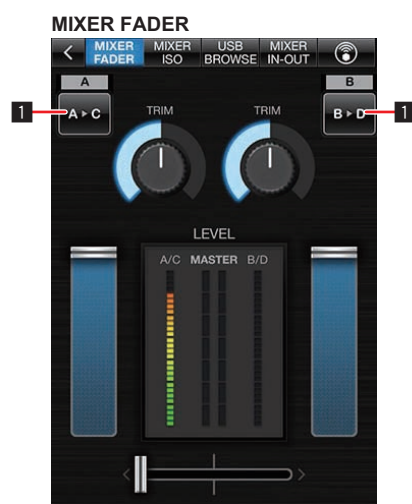 MIXER FADER
MIXER FADER
MIXER ISO
USB BROWSE
MIXER IN-OUT
A
B
1
A ▸ C
B ▸ D
1
TRIM
TRIM
LEVEL
A/C
MASTER
B/D